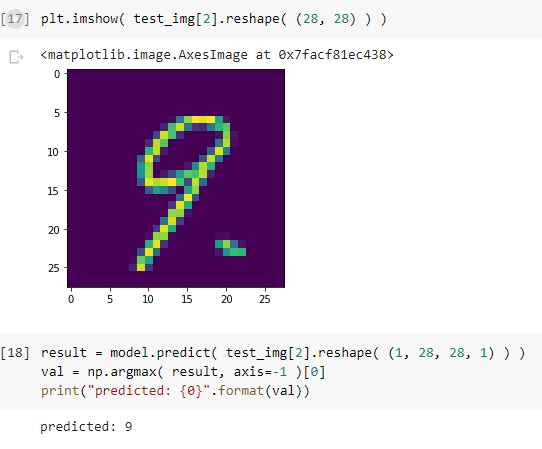 [17] plt.imshow( test_img[2].reshape( (28, 28) ) )
<matplotlib.image.AxesImage at 0x7facf81ec438>
0
5
10
15
20
25
0 5 10 15 20 25
9
[18] result = model.predict( test_img[2].reshape( (1, 28, 28, 1) ) )
val = np.argmax( result, axis=-1 )[0]
print("predicted: {0}".format(val))
predicted: 9